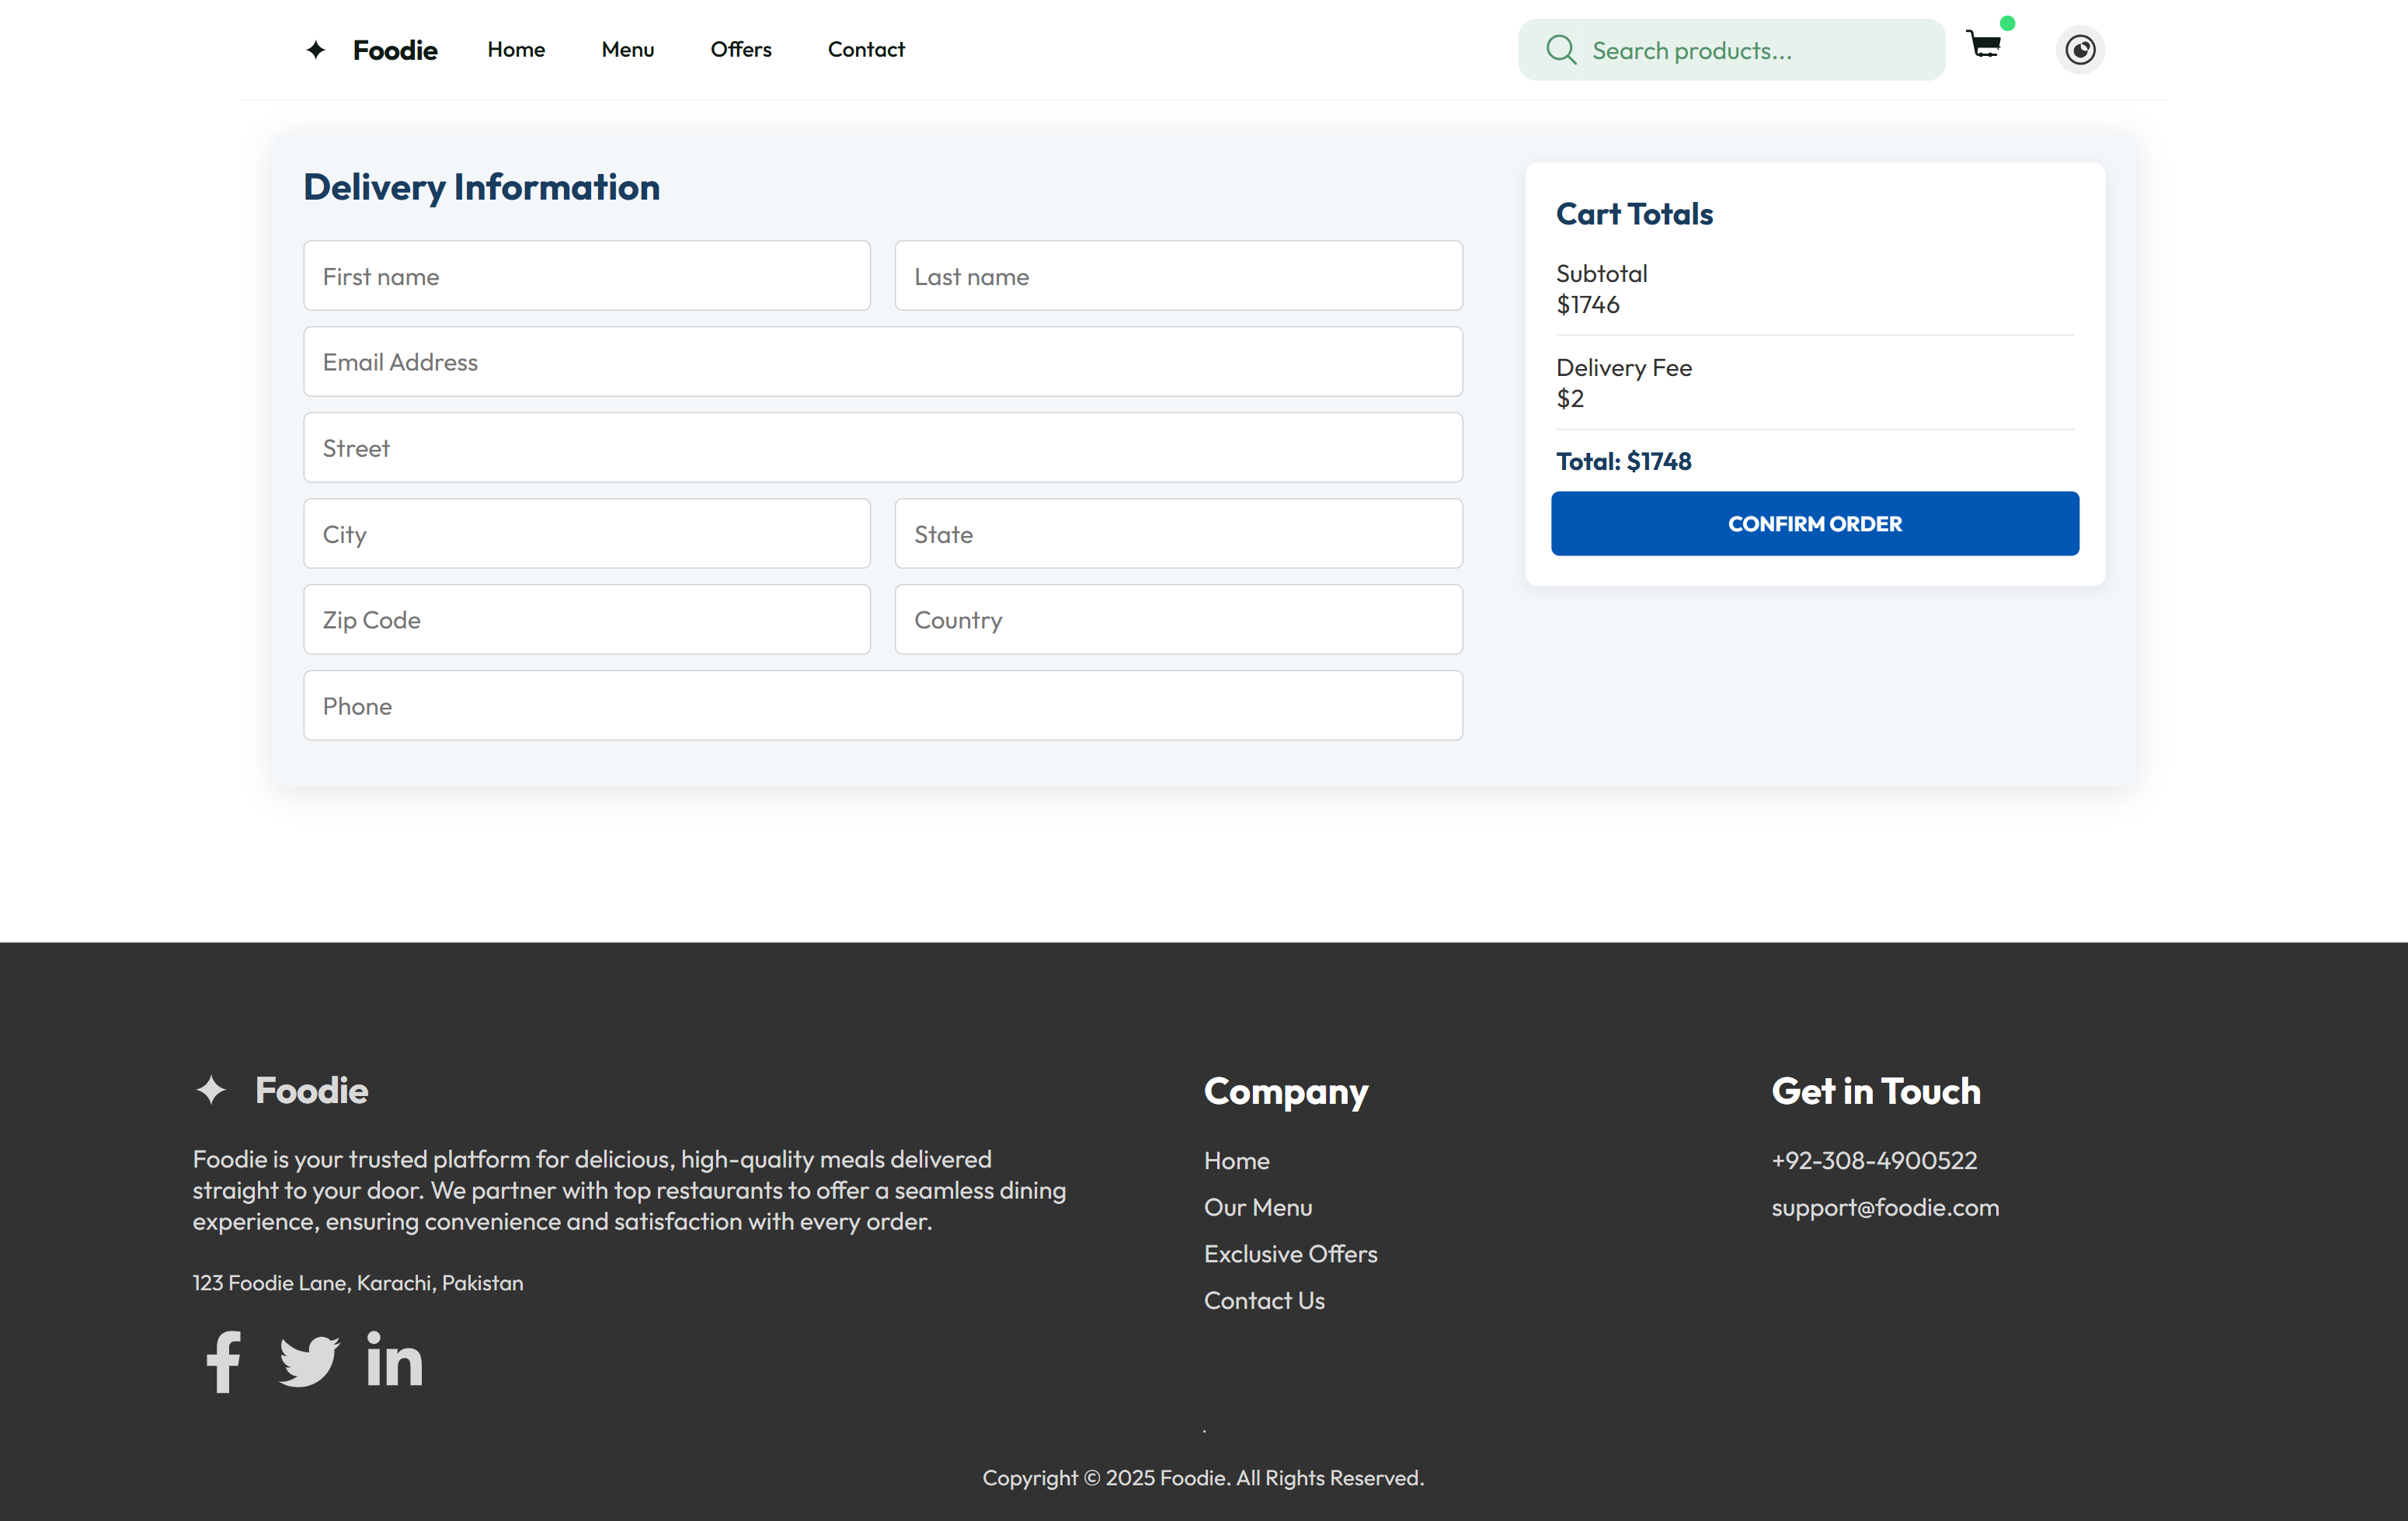 Foodie
Home
Menu
Offers
Contact
Search products...
Delivery Information
First name
Last name
Email Address
Street
City
State
Zip Code
Country
Phone
Cart Totals
Subtotal
$1746
Delivery Fee
$2
Total: $1748
CONFIRM ORDER
Foodie
Foodie is your trusted platform for delicious, high-quality meals delivered
straight to your door. We partner with top restaurants to offer a seamless dining
experience, ensuring convenience and satisfaction with every order.
123 Foodie Lane, Karachi, Pakistan
Company
Home
Our Menu
Exclusive Offers
Contact Us
Get in Touch
+92-308-4900522
support@foodie.com
Copyright © 2025 Foodie. All Rights Reserved.